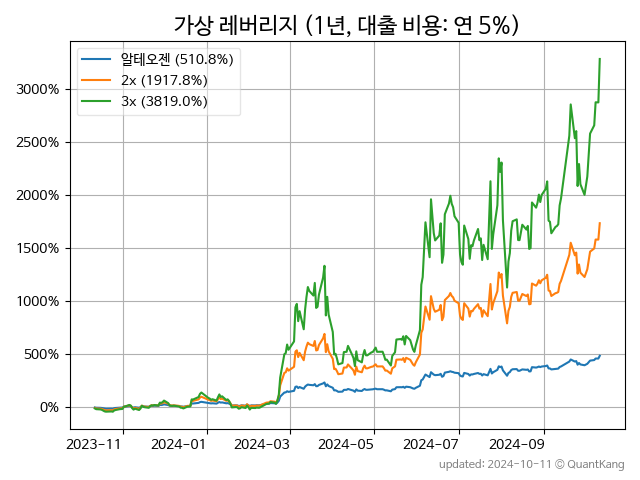 가상 레버리지 (1년, 대출 비용: 연 5%)
알테오젠 (510.8%)
2x (1917.8%)
3x (3819.0%)
3000%
2500%
2000%
1500%
1000%
500%
0%
2023-11 2024-01 2024-03 2024-05 2024-07 2024-09
updated: 2024-10-11 © QuantKang